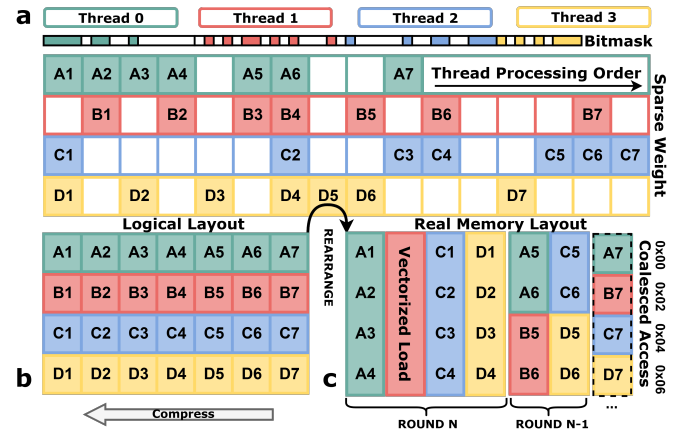 a Thread 0 Thread 1 Thread 2 Thread 3
Bitmask
A1 A2 A3 A4 A5 A6 A7 Thread Processing Order
B1 B2 B3 B4 B5 B6 B7
C1 C2 C3 C4 C5 C6 C7
D1 D2 D3 D4 D5 D6 D7
Sparse Weight
Logical Layout
A1 A2 A3 A4 A5 A6 A7
B1 B2 B3 B4 B5 B6 B7
C1 C2 C3 C4 C5 C6 C7
D1 D2 D3 D4 D5 D6 D7
b
Compress
REARRANGE
Real Memory Layout
A1 C1 D1 A5 C5 A7 0x00
A2 C2 D2 A6 C6 B7 0x02
A3 C3 D3 B5 D5 C7 0x04
A4 C4 D4 B6 D6 D7 0x06
Vectorized Load
Coalesced Access
c
...
ROUND N ROUND N-1